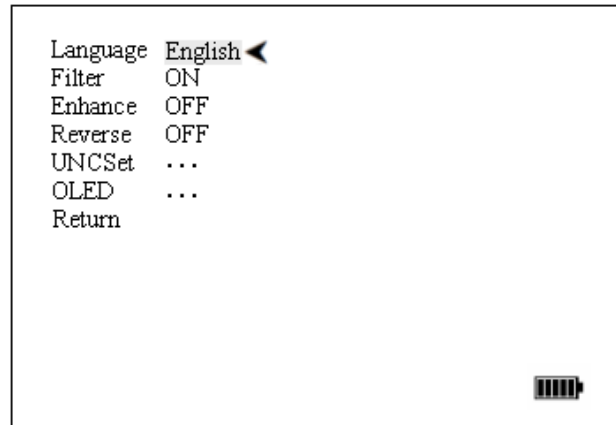 Language English
Filter ON
Enhance OFF
Reverse OFF
UNCSet ...
OLED ...
Return